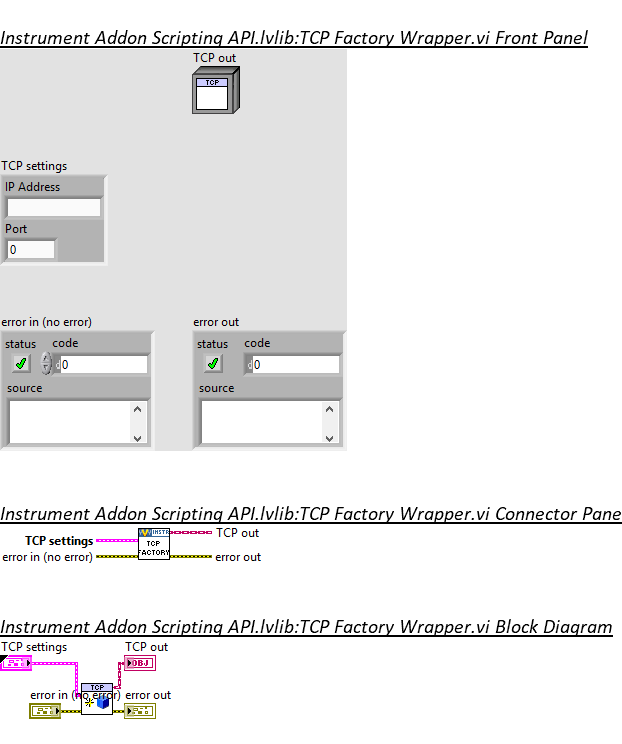 Instrument Addon Scripting API.lvlib:TCP Factory Wrapper.vi Front Panel
TCP out
TCP
TCP settings
IP Address
Port
0
error in (no error)
error out
status code
status code
d 0
d 0
source
source
Instrument Addon Scripting API.lvlib:TCP Factory Wrapper.vi Connector Pane
INSTR
TCP
FACTORY
TCP settings
TCP out
error in (no error)
error out
Instrument Addon Scripting API.lvlib:TCP Factory Wrapper.vi Block Diagram
TCP settings
TCP out
OBJ
TCP
error in (no error)
error out